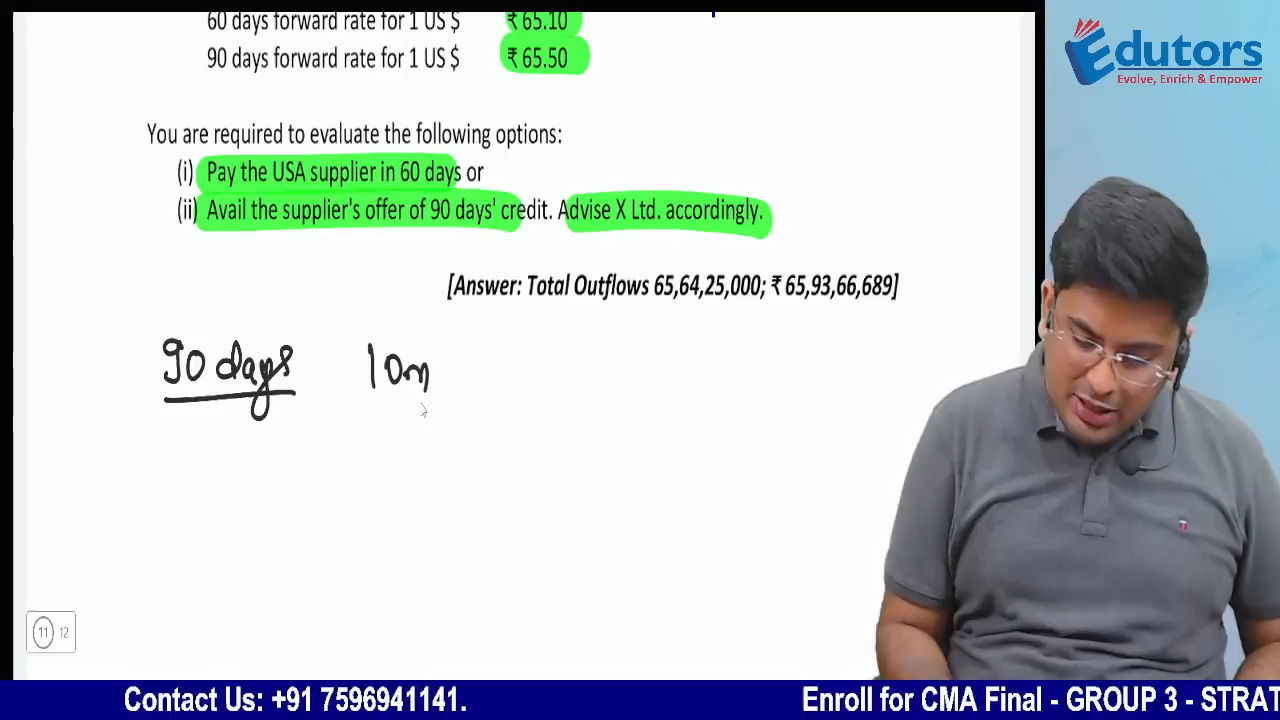 60 days forward rate for 1 US $ ₹ 65.10
90 days forward rate for 1 US $ ₹ 65.50
Edutors
Evolve, Enrich & Empower
You are required to evaluate the following options:
(i) Pay the USA supplier in 60 days or
(ii) Avail the supplier's offer of 90 days' credit. Advise X Ltd. accordingly.
[Answer: Total Outflows 65,64,25,000; ₹ 65,93,66,689]
90 days 10m
11 12
Contact Us: +91 7596941141. Enroll for CMA Final - GROUP 3 - STRAT